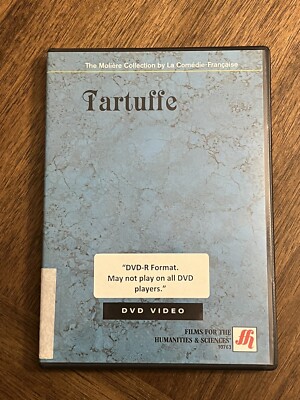 The Molière Collection by La Comédie-Française
Tartuffe
"DVD-R Format.
May not play on all DVD
players."
DVD VIDEO
FILMS FOR THE
HUMANITIES & SCIENCES®